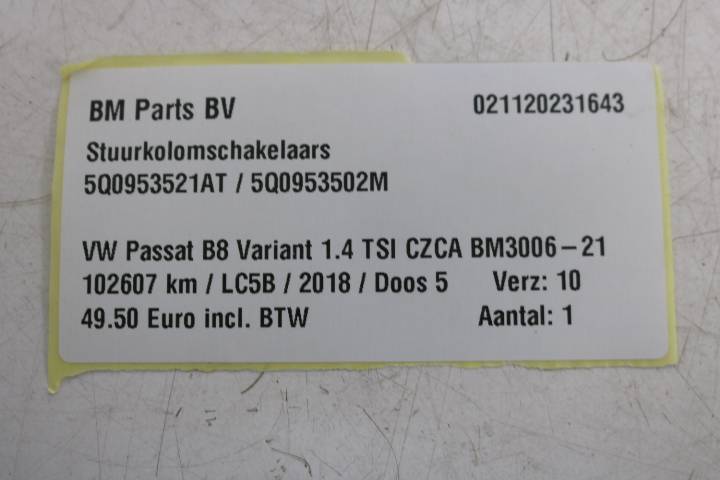 BM Parts BV 021120231643
Stuurkolomschakelaars
5Q0953521AT / 5Q0953502M
VW Passat B8 Variant 1.4 TSI CZCA BM3006-21
102607 km / LC5B / 2018 / Doos 5 Verz: 10
49.50 Euro incl. BTW Aantal: 1